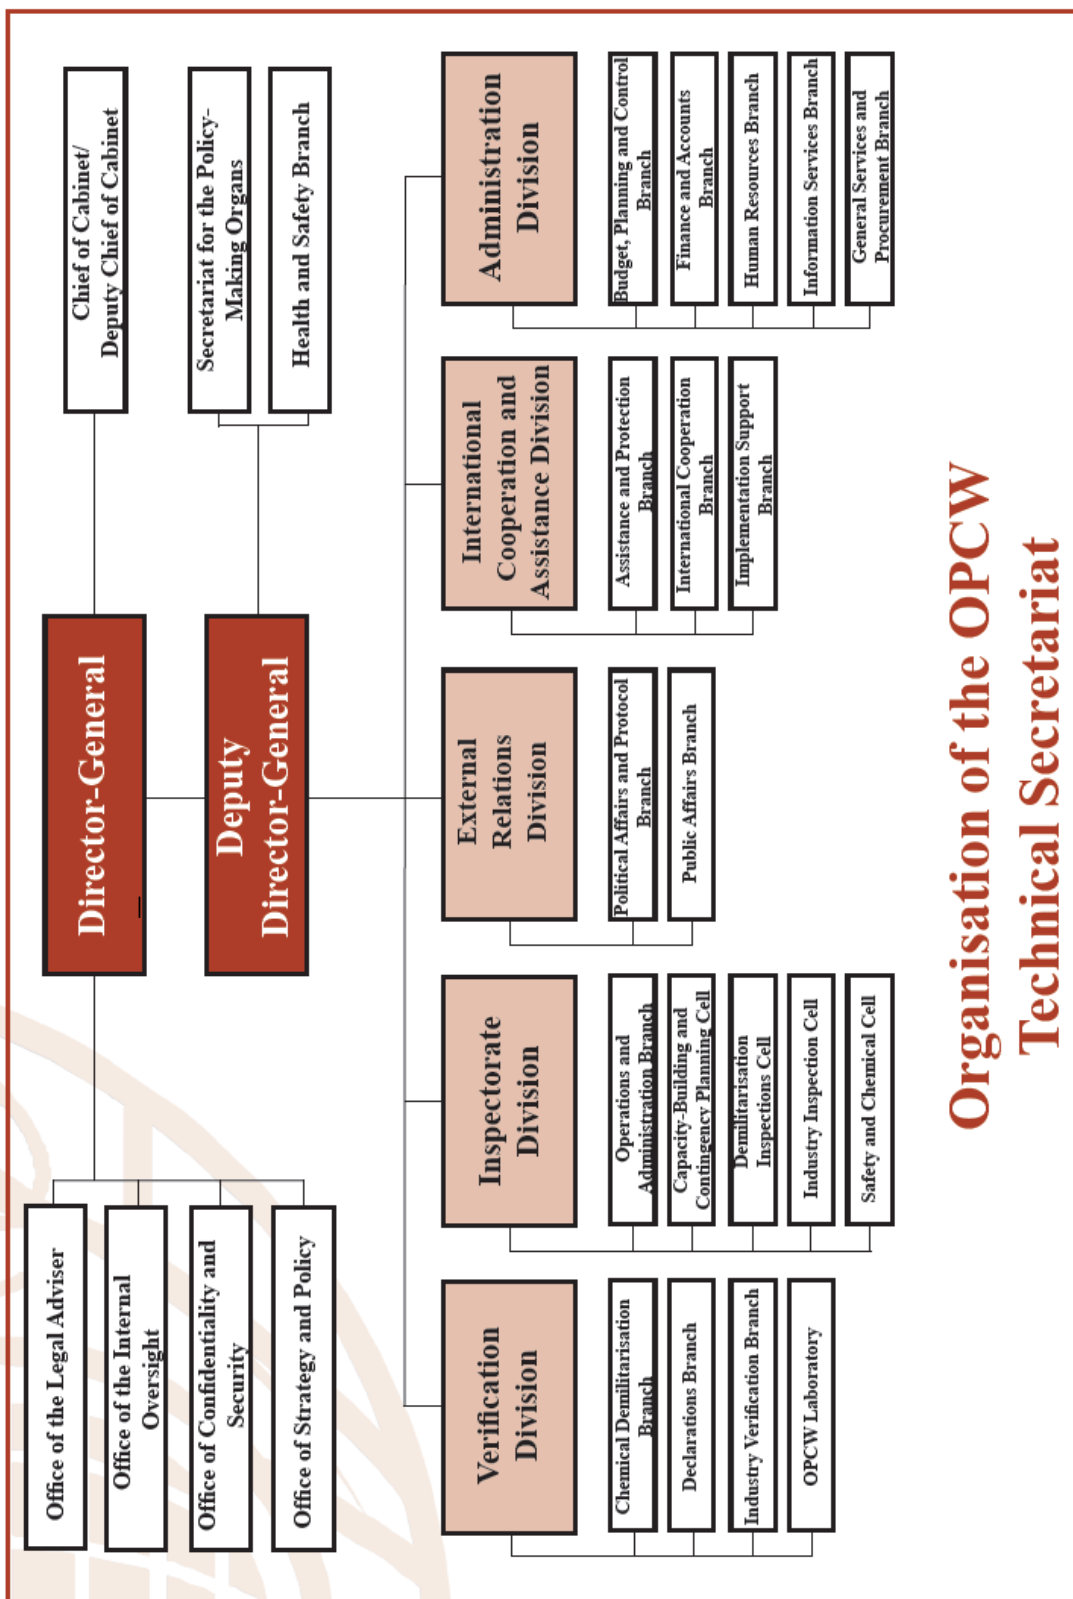 Director-General
Chief of Cabinet/
Deputy Chief of Cabinet
Office of the Legal Adviser
Office of the Internal
Oversight
Office of Confidentiality and
Security
Office of Strategy and Policy
Deputy
Director-General
Secretariat for the Policy-
Making Organs
Health and Safety Branch
Verification
Division
Chemical Demilitarisation
Branch
Declarations Branch
Industry Verification Branch
OPCW Laboratory
Inspectorate
Division
Operations and
Administration Branch
Capacity-Building and
Contingency Planning Cell
Demilitarisation
Inspections Cell
Industry Inspection Cell
Safety and Chemical Cell
External
Relations
Division
Political Affairs and Protocol
Branch
Public Affairs Branch
International
Cooperation and
Assistance Division
Assistance and Protection
Branch
International Cooperation
Branch
Implementation Support
Branch
Administration
Division
Budget, Planning and Control
Branch
Finance and Accounts
Branch
Human Resources Branch
Information Services Branch
General Services and
Procurement Branch
Organisation of the OPCW
Technical Secretariat